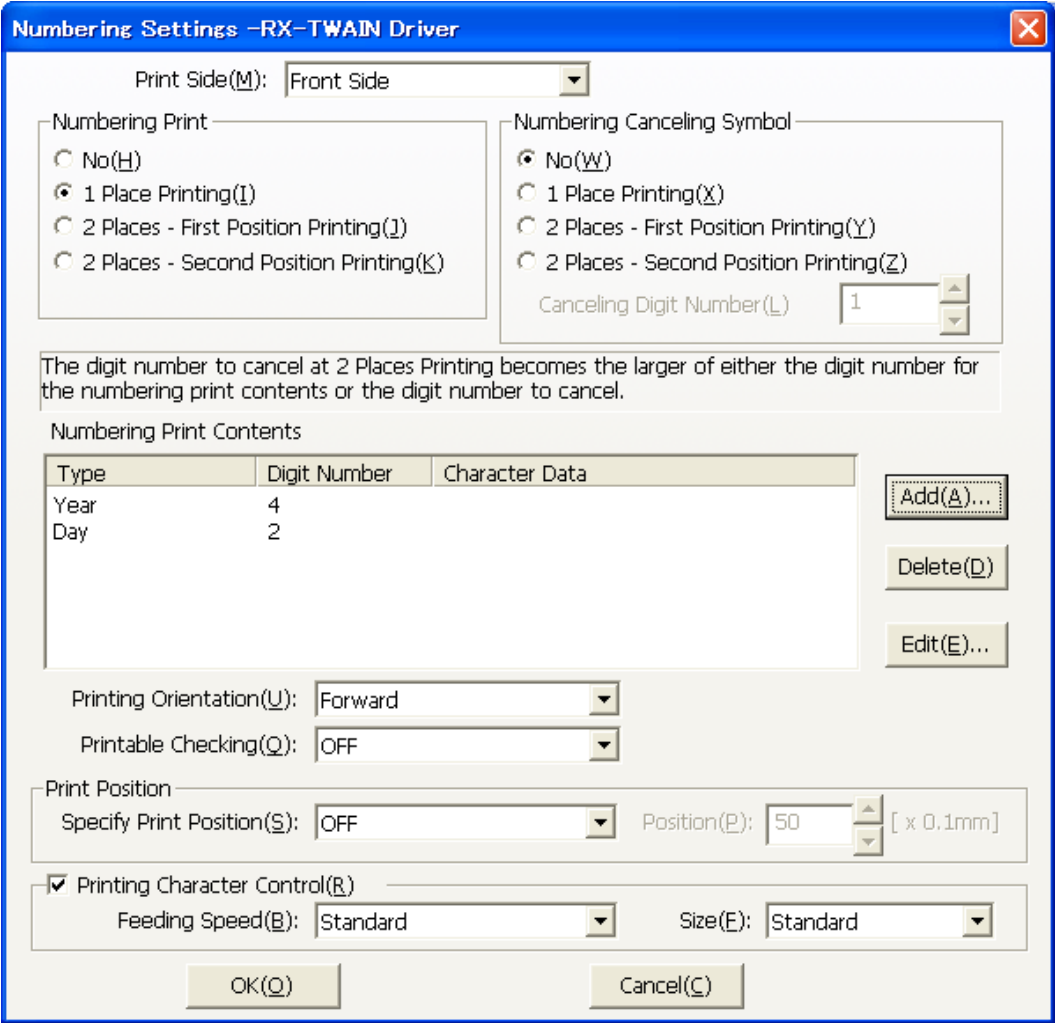 Numbering Settings -RX-TWAIN Driver
Print Side(M): Front Side
Numbering Print
No(H)
1 Place Printing(I)
2 Places - First Position Printing(J)
2 Places - Second Position Printing(K)
Numbering Canceling Symbol
No(W)
1 Place Printing(X)
2 Places - First Position Printing(Y)
2 Places - Second Position Printing(Z)
Canceling Digit Number(L) 1
The digit number to cancel at 2 Places Printing becomes the larger of either the digit number for
the numbering print contents or the digit number to cancel.
Numbering Print Contents
Type Digit Number Character Data
Year 4
Day 2
Add(A)...
Delete(D)
Edit(E)...
Printing Orientation(U): Forward
Printable Checking(Q): OFF
Print Position
Specify Print Position(S): OFF Position(P): 50 [ x 0.1mm]
Printing Character Control(R)
Feeding Speed(B): Standard Size(F): Standard
OK(O) Cancel(C)